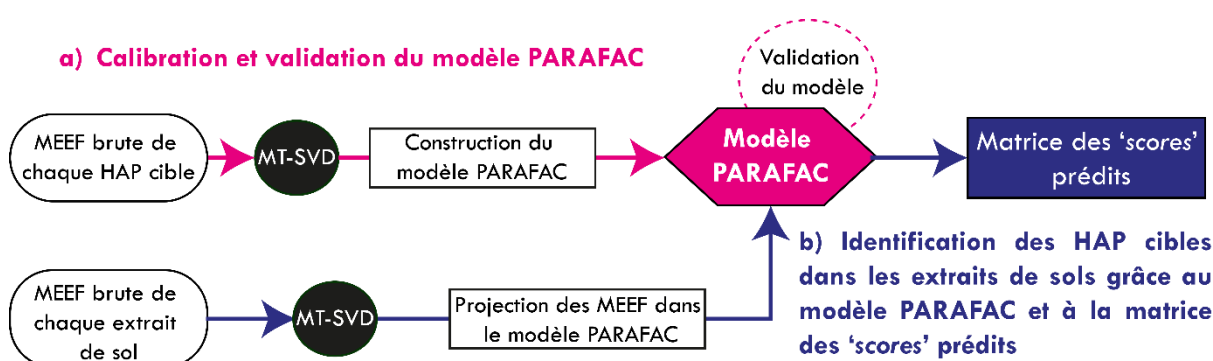 a) Calibration et validation du modèle PARAFAC
Validation
du modèle
MEEF brute de
chaque HAP cible
MT-SVD
Construction du
modèle PARAFAC
Modèle
PARAFAC
Matrice des ‘scores’
prédits
MEEF brute de
chaque extrait
de sol
MT-SVD
Projection des MEEF dans
le modèle PARAFAC
b) Identification des HAP cibles
dans les extraits de sols grâce au
modèle PARAFAC et à la matrice
des ‘scores’ prédits